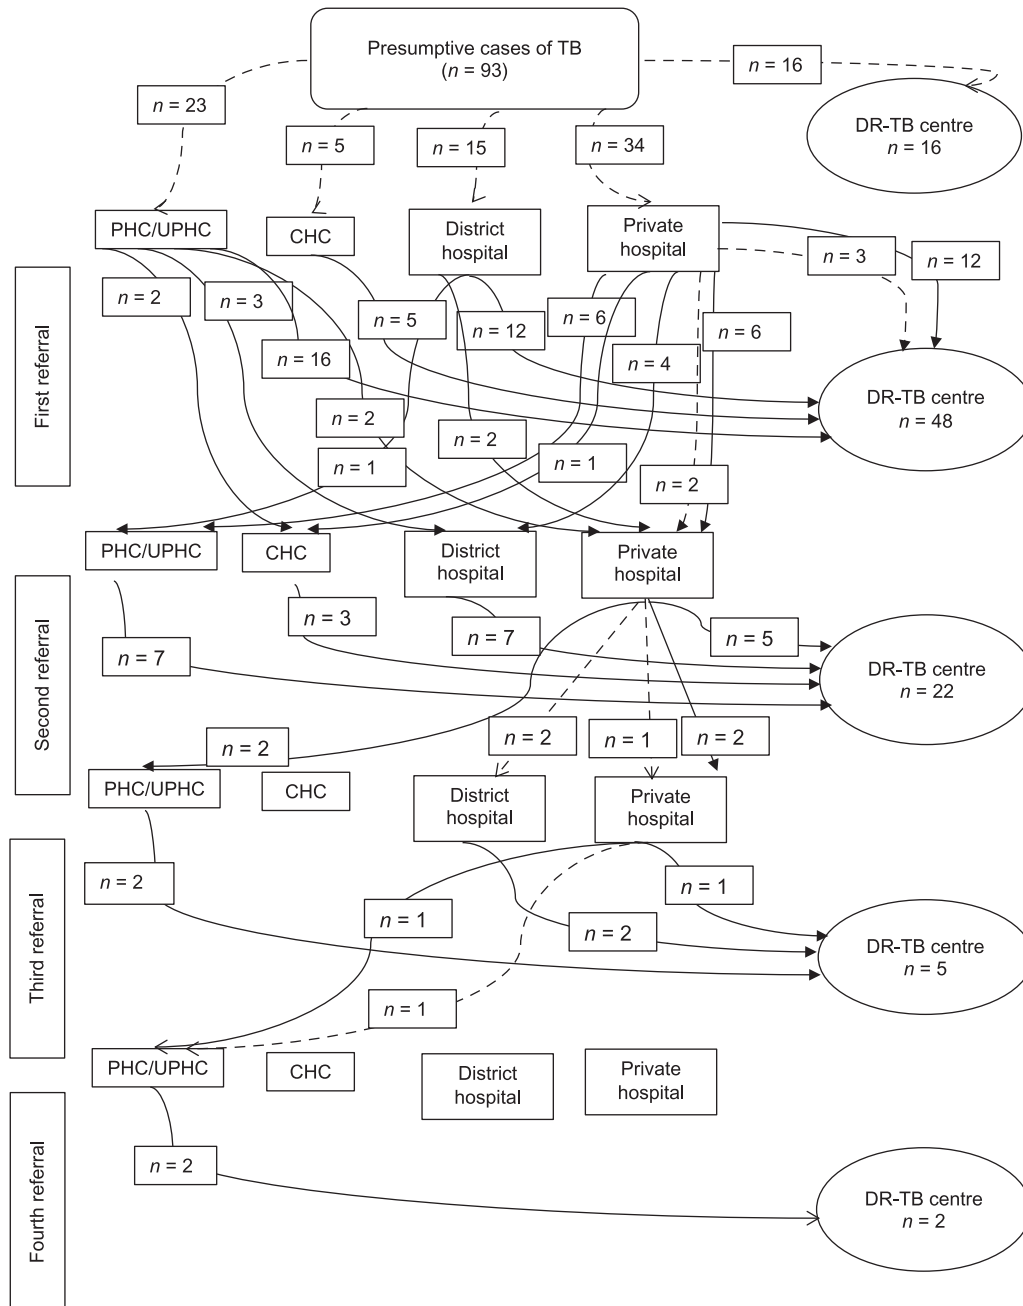 Presumptive cases of TB
(n = 93)
n = 16
n = 23
n = 5
n = 15
n = 34
DR-TB centre
n = 16
PHC/UPHC
CHC
District
hospital
Private
hospital
n = 3
n = 12
First referral
n = 2
n = 3
n = 5
n = 12
n = 6
n = 6
n = 16
n = 4
n = 2
n = 2
n = 1
n = 1
n = 2
DR-TB centre
n = 48
PHC/UPHC
CHC
District
hospital
Private
hospital
Second referral
n = 7
n = 3
n = 7
n = 5
DR-TB centre
n = 22
n = 2
n = 2
n = 1
n = 2
PHC/UPHC
CHC
District
hospital
Private
hospital
Third referral
n = 2
n = 1
n = 2
n = 1
DR-TB centre
n = 5
n = 1
PHC/UPHC
CHC
District
hospital
Private
hospital
Fourth referral
n = 2
DR-TB centre
n = 2